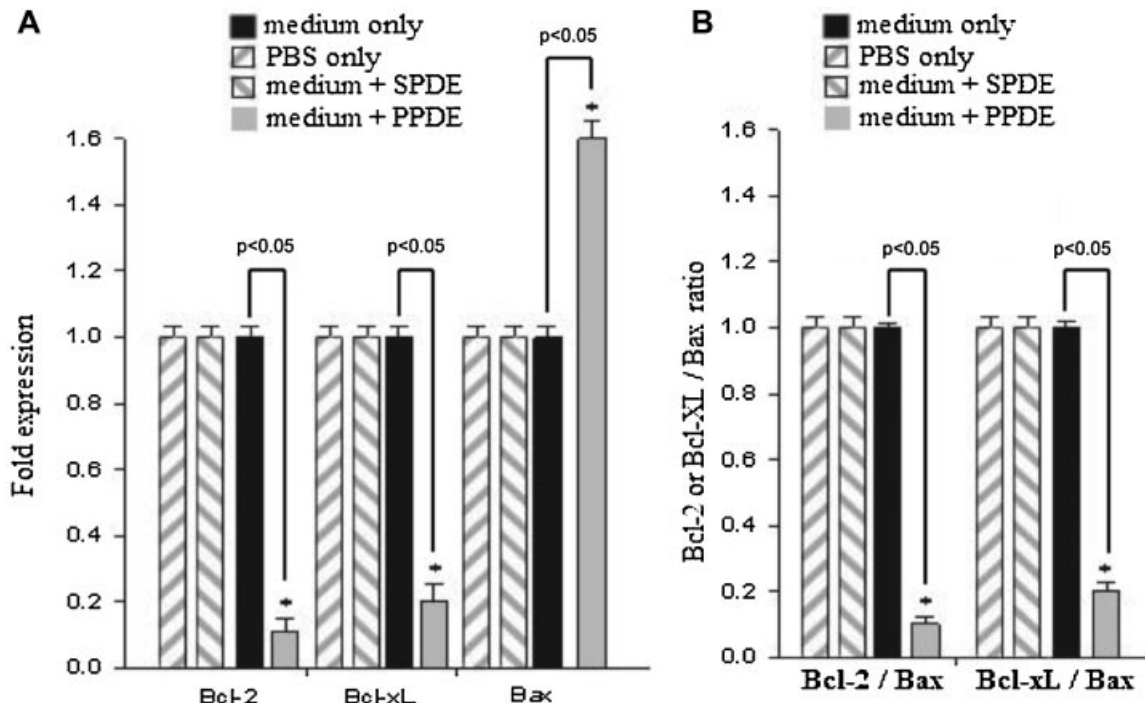 A
medium only
PBS only
medium + SPDE
medium + PPDE
p<0.05
*
1.6
1.4
1.2
1.0
0.8
0.6
0.4
0.2
0.0
Fold expression
p<0.05
p<0.05
*
*
Bcl-2
Bcl-xL
Bax
B
medium only
PBS only
medium + SPDE
medium + PPDE
1.6
1.4
1.2
1.0
0.8
0.6
0.4
0.2
0.0
Bcl-2 or Bcl-XL / Bax ratio
p<0.05
p<0.05
*
*
Bcl-2 / Bax
Bcl-xL / Bax